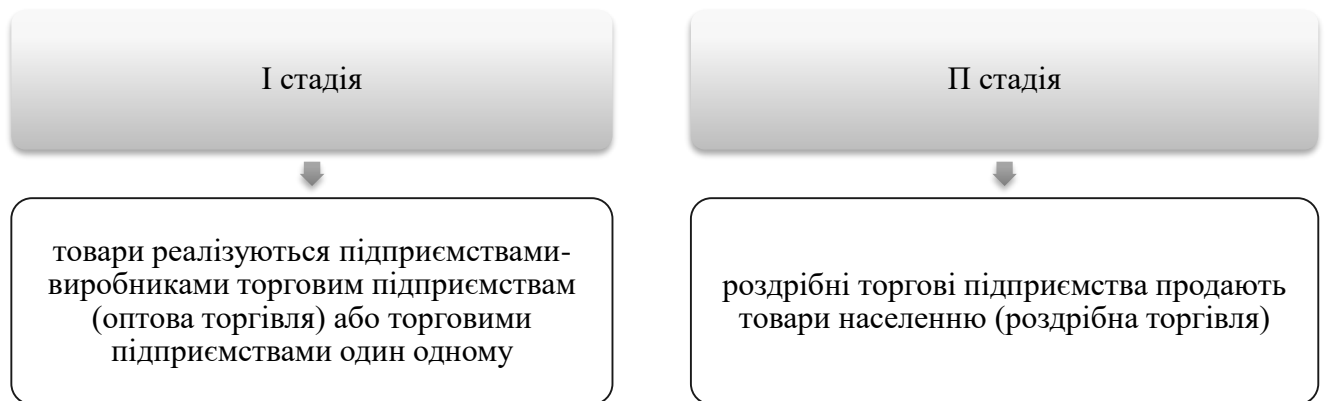 І стадія
товари реалізуються підприємствами-
виробниками торговим підприємствам
(оптова торгівля) або торговими
підприємствами один одному
П стадія
роздрібні торгові підприємства продають
товари населенню (роздрібна торгівля)